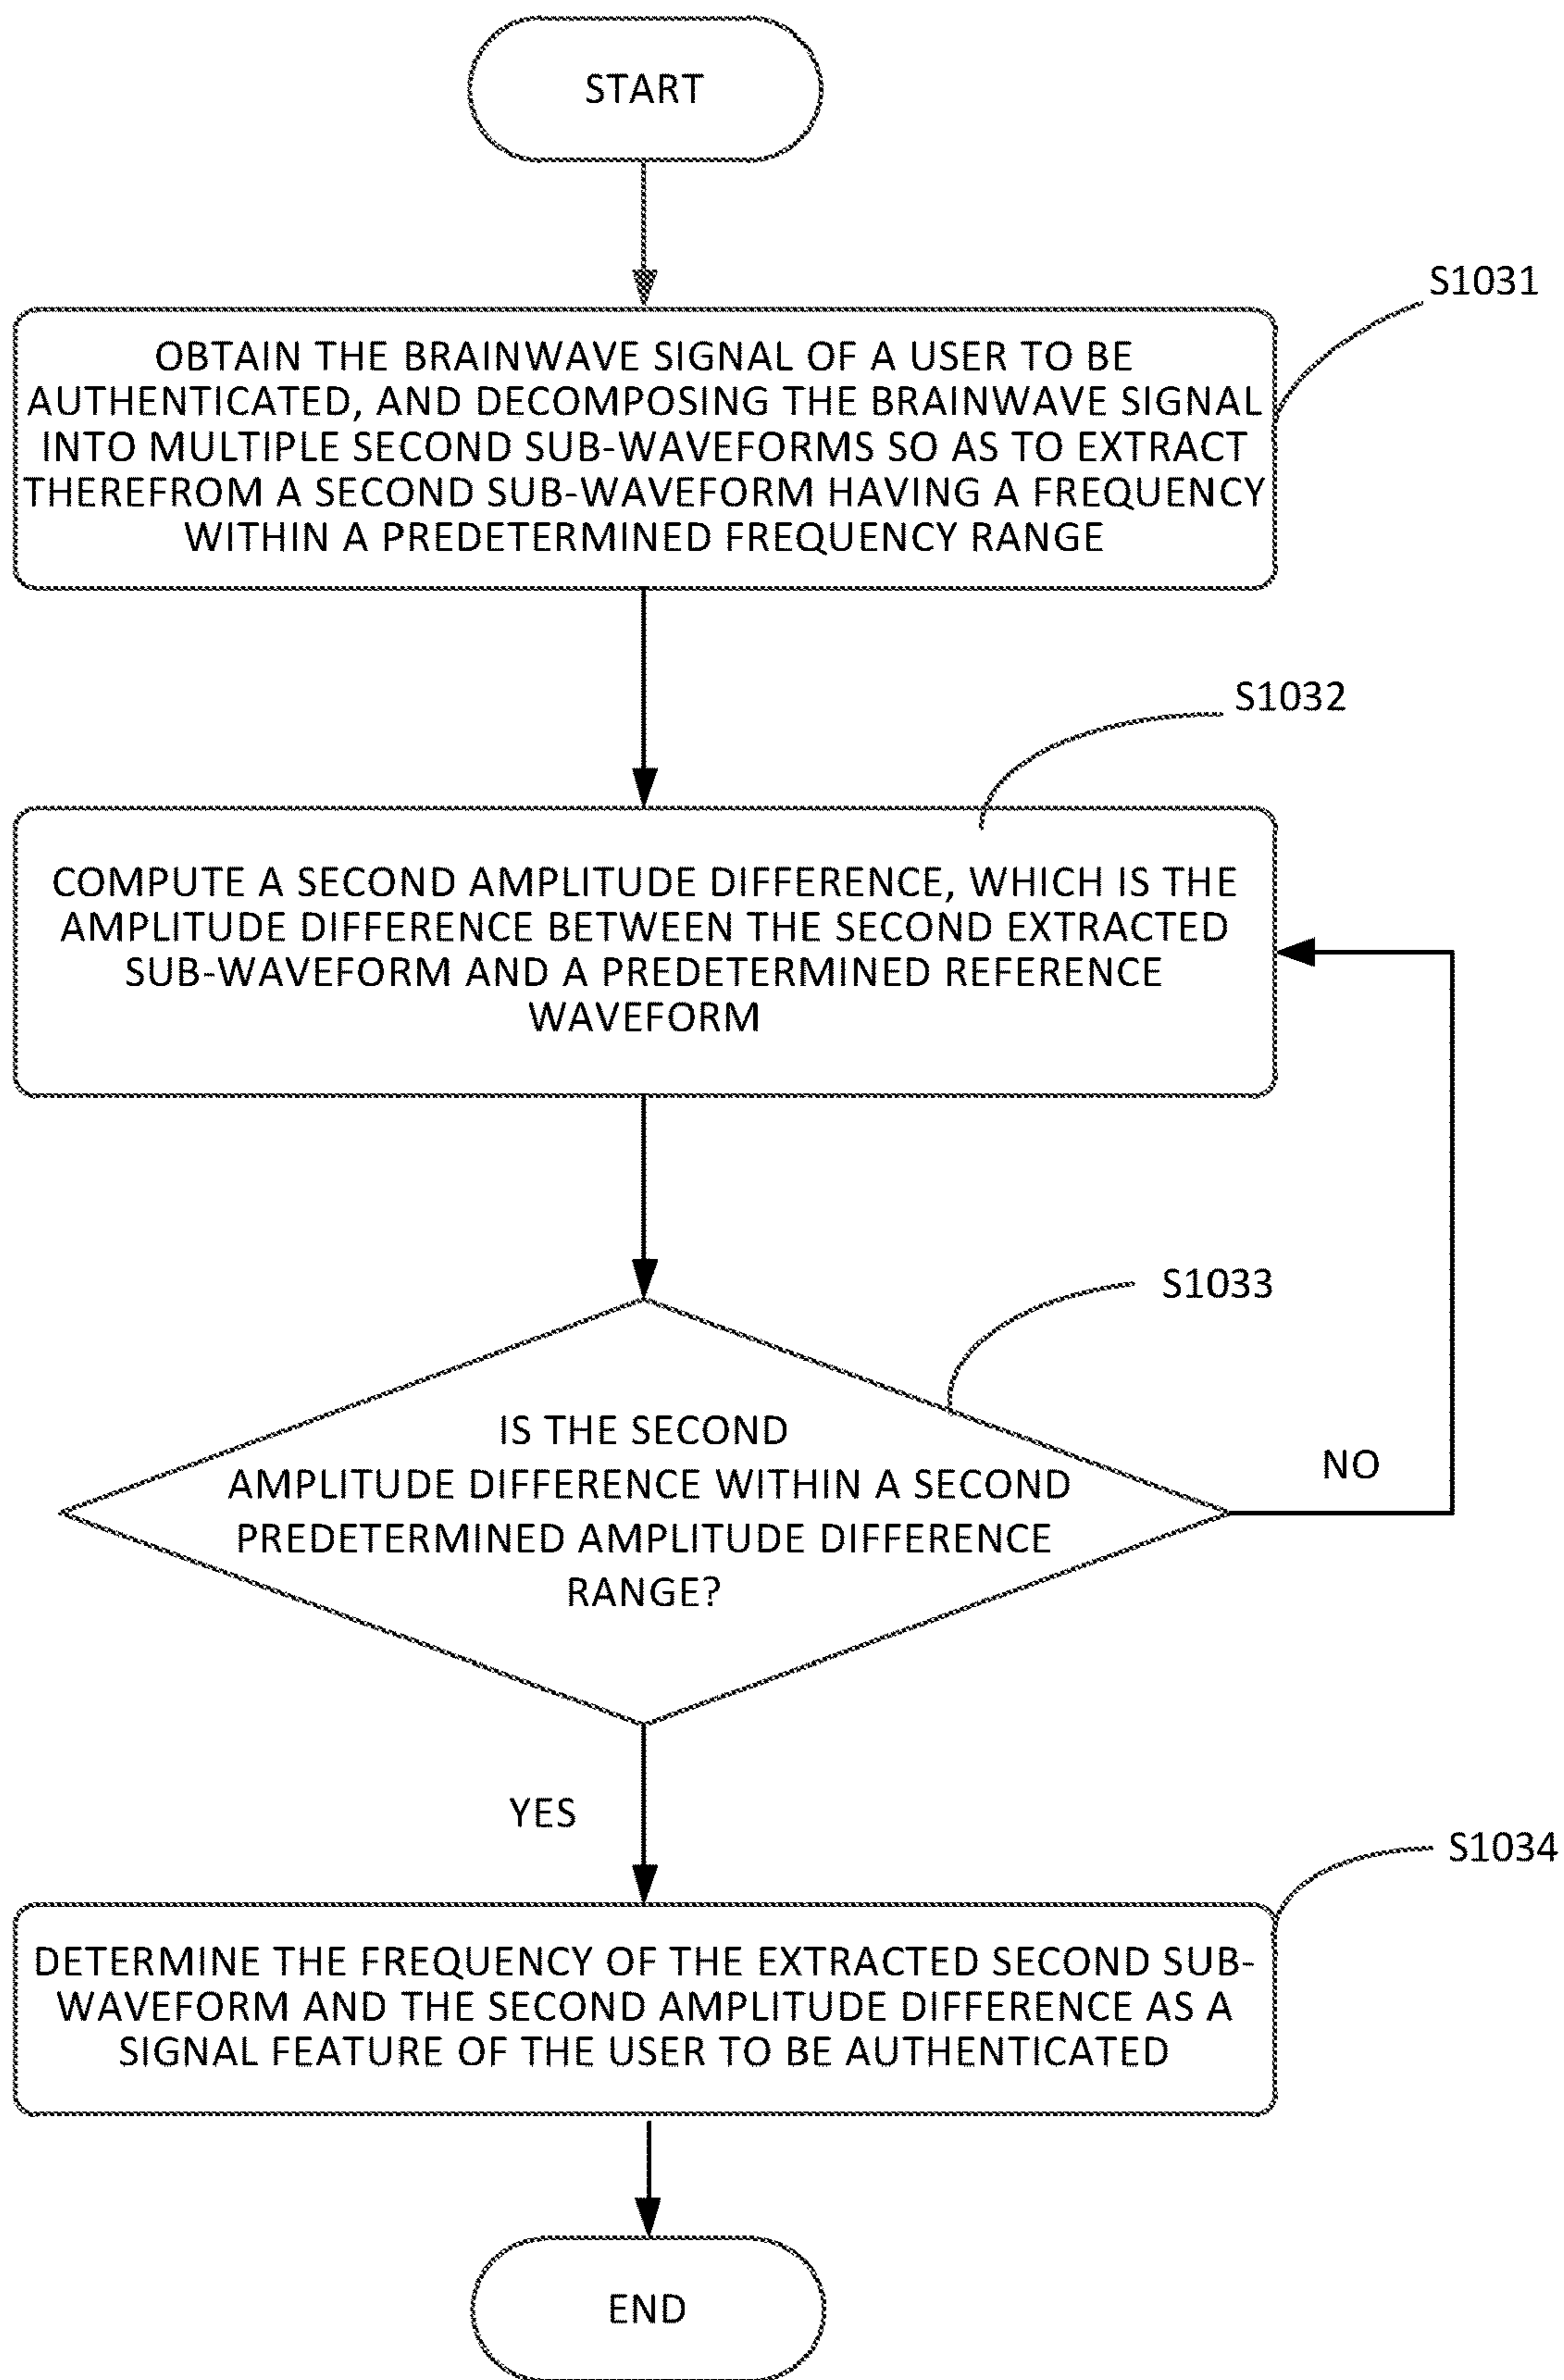 START
S1031
OBTAIN THE BRAINWAVE SIGNAL OF A USER TO BE
AUTHENTICATED, AND DECOMPOSING THE BRAINWAVE SIGNAL
INTO MULTIPLE SECOND SUB-WAVEFORMS SO AS TO EXTRACT
THEREFROM A SECOND SUB-WAVEFORM HAVING A FREQUENCY
WITHIN A PREDETERMINED FREQUENCY RANGE
S1032
COMPUTE A SECOND AMPLITUDE DIFFERENCE, WHICH IS THE
AMPLITUDE DIFFERENCE BETWEEN THE SECOND EXTRACTED
SUB-WAVEFORM AND A PREDETERMINED REFERENCE
WAVEFORM
S1033
IS THE SECOND
AMPLITUDE DIFFERENCE WITHIN A SECOND
PREDETERMINED AMPLITUDE DIFFERENCE
RANGE?
NO
YES
S1034
DETERMINE THE FREQUENCY OF THE EXTRACTED SECOND SUB-
WAVEFORM AND THE SECOND AMPLITUDE DIFFERENCE AS A
SIGNAL FEATURE OF THE USER TO BE AUTHENTICATED
END